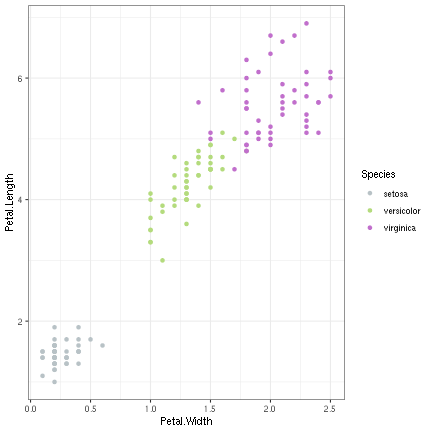 6
4
2
0.0 0.5 1.0 1.5 2.0 2.5
Petal.Width
Petal.Length
Species
setosa
versicolor
virginica